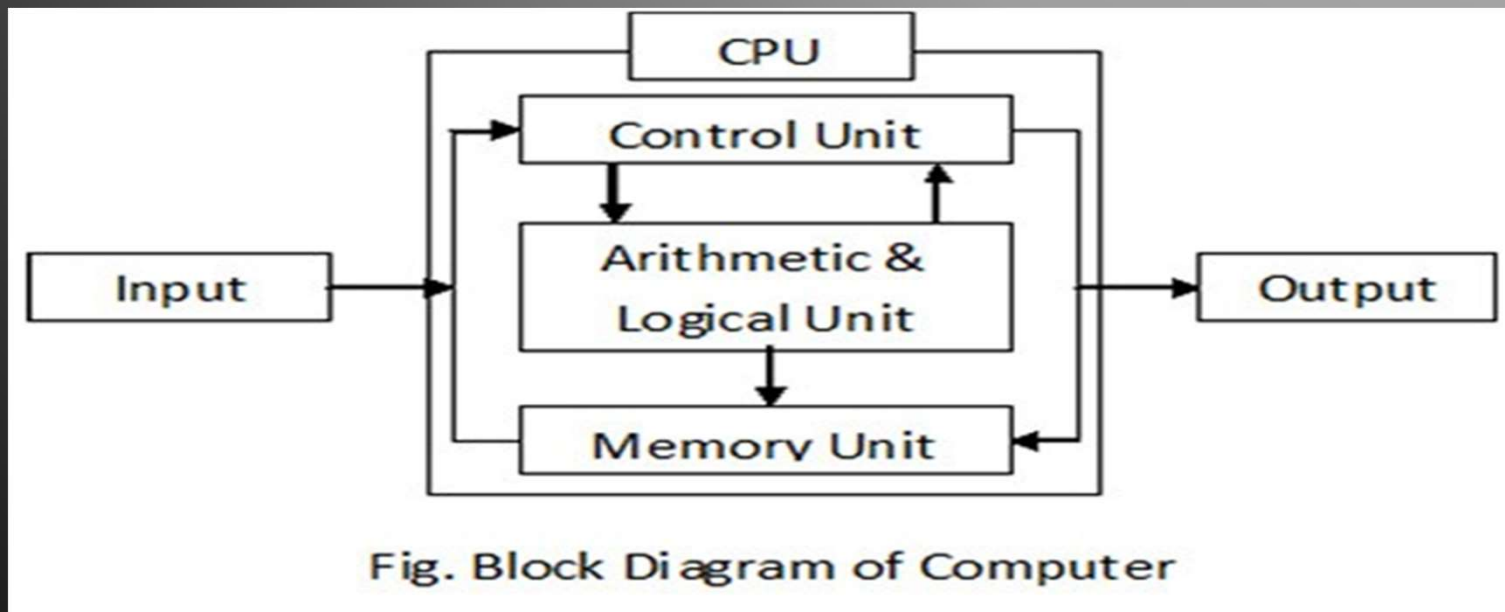 CPU
Control Unit
Arithmetic &
Logical Unit
Input
Output
Memory Unit
Fig. Block Diagram of Computer